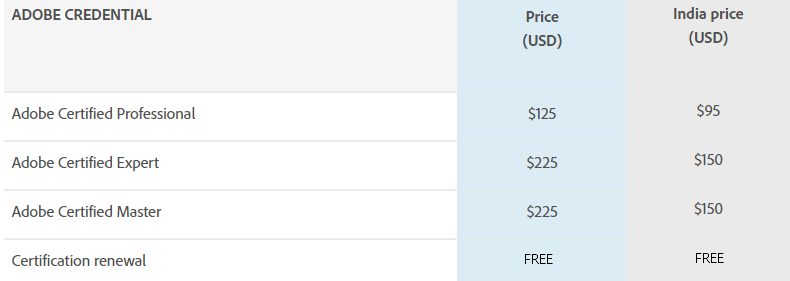 ADOBE CREDENTIAL Price India price
(USD) (USD)
Adobe Certified Professional $125 $95
Adobe Certified Expert $225 $150
Adobe Certified Master $225 $150
Certification renewal FREE FREE